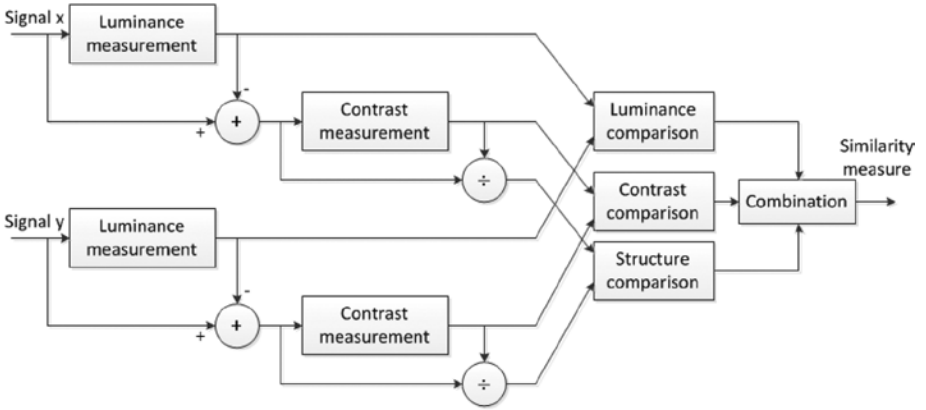 Signal x
Luminance
measurement
-
+
+
Contrast
measurement
÷
Signal y
Luminance
measurement
-
+
+
Contrast
measurement
÷
Luminance
comparison
Contrast
comparison
Structure
comparison
Combination
Similarity
measure